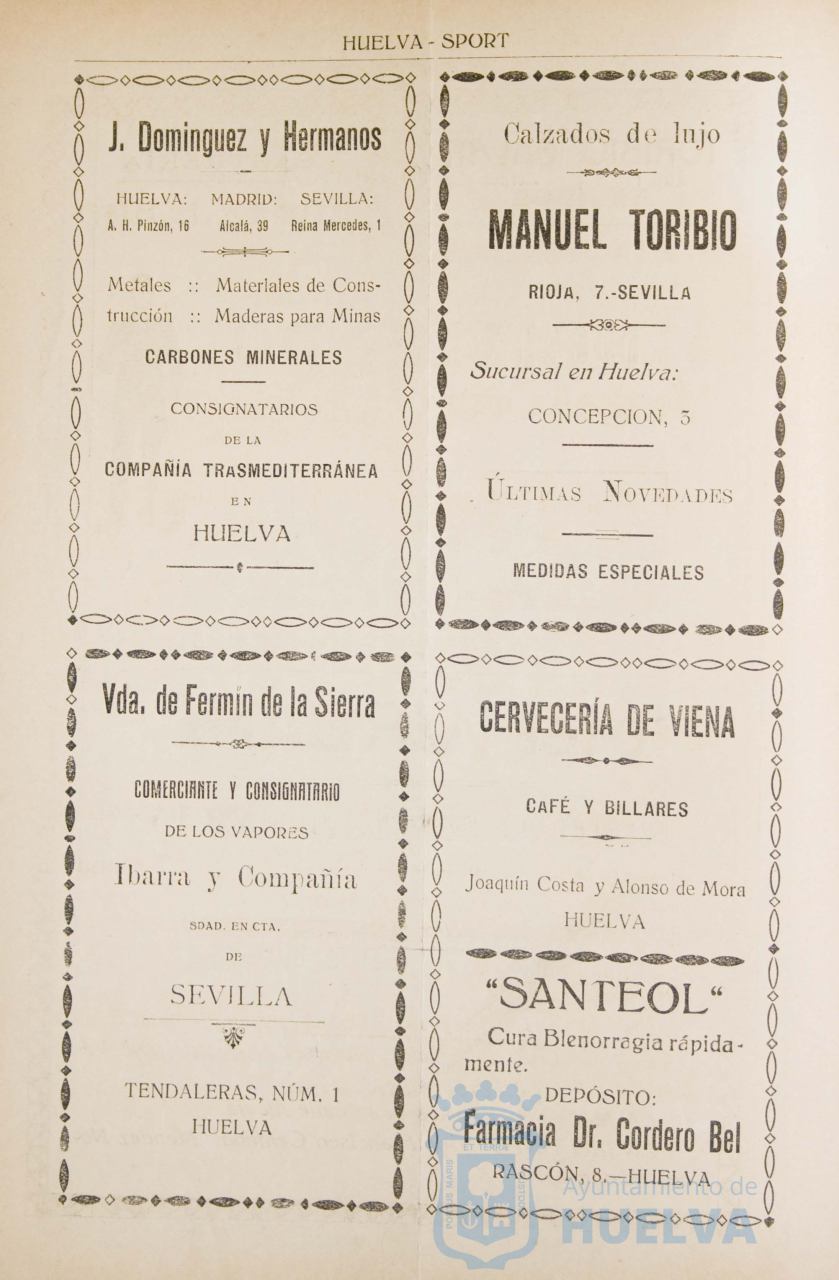 HUELVA - SPORT
J. Dominguez y Hermanos
HUELVA: MADRID: SEVILLA:
A. H. Pinzón, 16 Alcalá, 39 Reina Mercedes, 1
Metales :: Materiales de Cons-
trucción :: Maderas para Minas
CARBONES MINERALES
CONSIGNATARIOS
DE LA
COMPAÑÍA TRASMEDITERRÁNEA
EN
HUELVA
Calzados de lujo
MANUEL TORIBIO
RIOJA, 7.-SEVILLA
Sucursal en Huelva:
CONCEPCION, 3
ÚLTIMAS NOVEDADES
MEDIDAS ESPECIALES
Vda. de Fermín de la Sierra
COMERCIANTE Y CONSIGNATARIO
DE LOS VAPORES
Ibarra y Compañía
SDAD. EN CTA.
DE
SEVILLA
TENDALERAS, NÚM. 1
HUELVA
CERVECERÍA DE VIENA
CAFÉ Y BILLARES
Joaquín Costa y Alonso de Mora
HUELVA
“SANTEOL“
Cura Blenorragia rápida-
mente.
DEPÓSITO:
Farmacia Dr. Cordero Bel
RASCÓN, 8.—HUELVA
Ayuntamiento de
HUELVA
PORTUS MARIS
ET TERRAE